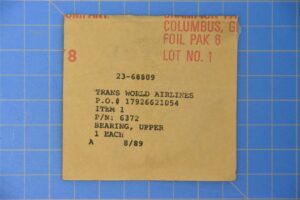 COLUMBUS, G
8 FOIL PAK 6
LOT NO. 1
23-68809
TRANS WORLD AIRLINES
P.O.# 17926621054
ITEM 1
P/N: 6372
BEARING, UPPER
1 EACH
A 8/89